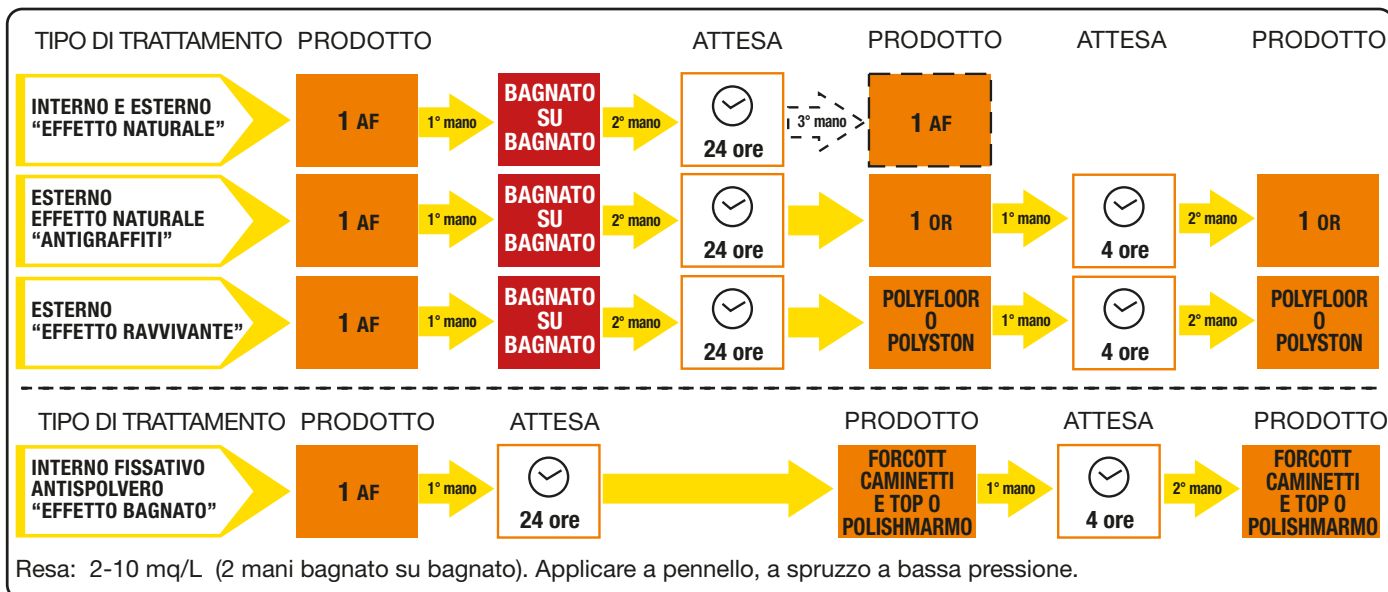 TIPO DI TRATTAMENTO PRODOTTO ATTESA PRODOTTO ATTESA PRODOTTO
INTERNO E ESTERNO
“EFFETTO NATURALE”
1 AF
1° mano
BAGNATO
SU
BAGNATO
2° mano
24 ore
3° mano
1 AF
ESTERNO
EFFETTO NATURALE
“ANTIGRAFFITI”
1 AF
1° mano
BAGNATO
SU
BAGNATO
2° mano
24 ore
1 OR
1° mano
4 ore
2° mano
1 OR
ESTERNO
“EFFETTO RAVVIVANTE”
1 AF
1° mano
BAGNATO
SU
BAGNATO
2° mano
24 ore
POLYFLOOR
O
POLYSTON
1° mano
4 ore
2° mano
POLYFLOOR
O
POLYSTON
TIPO DI TRATTAMENTO PRODOTTO ATTESA PRODOTTO ATTESA PRODOTTO
INTERNO FISSATIVO
ANTISPOLVERO
“EFFETTO BAGNATO”
1 AF
1° mano
24 ore
FORCOTT
CAMINETTI
E TOP O
POLISHMARMO
1° mano
4 ore
2° mano
FORCOTT
CAMINETTI
E TOP O
POLISHMARMO
Resa: 2-10 mq/L (2 mani bagnato su bagnato). Applicare a pennello, a spruzzo a bassa pressione.